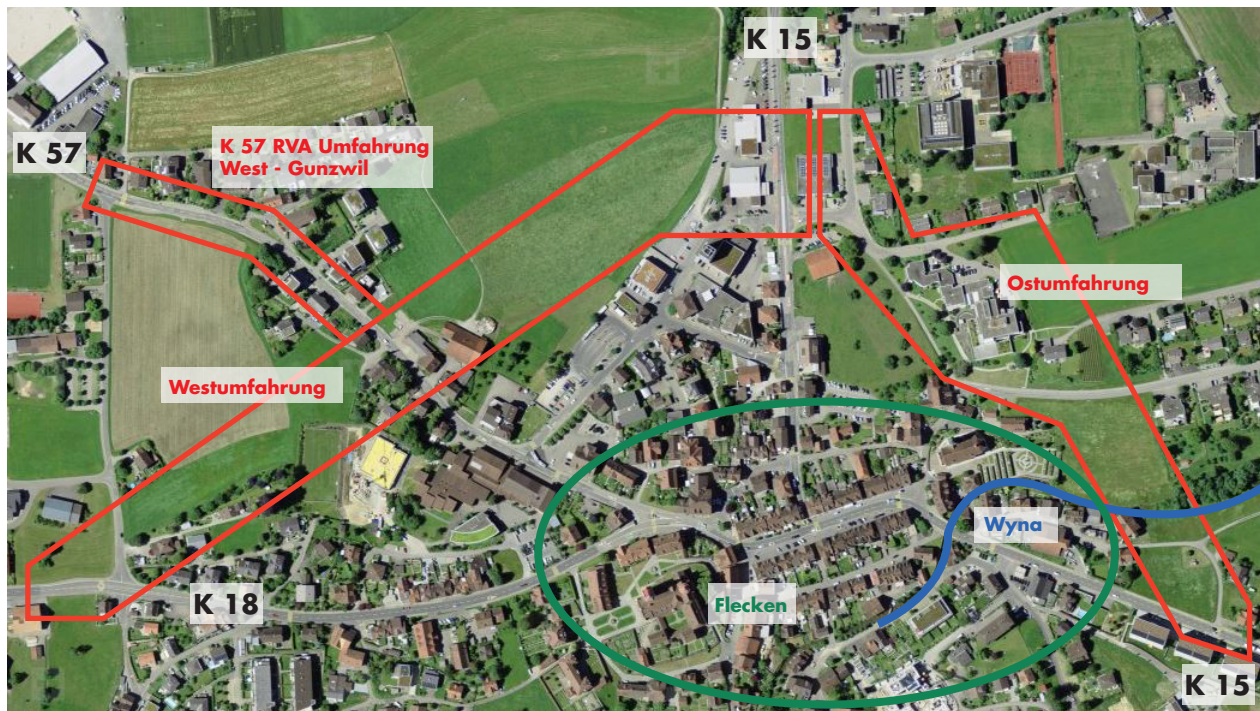 K 15
K 57
K 57 RVA Umfahrung
West - Gunzwil
Ostumfahrung
Westumfahrung
Wyna
K 18
Flecken
K 15